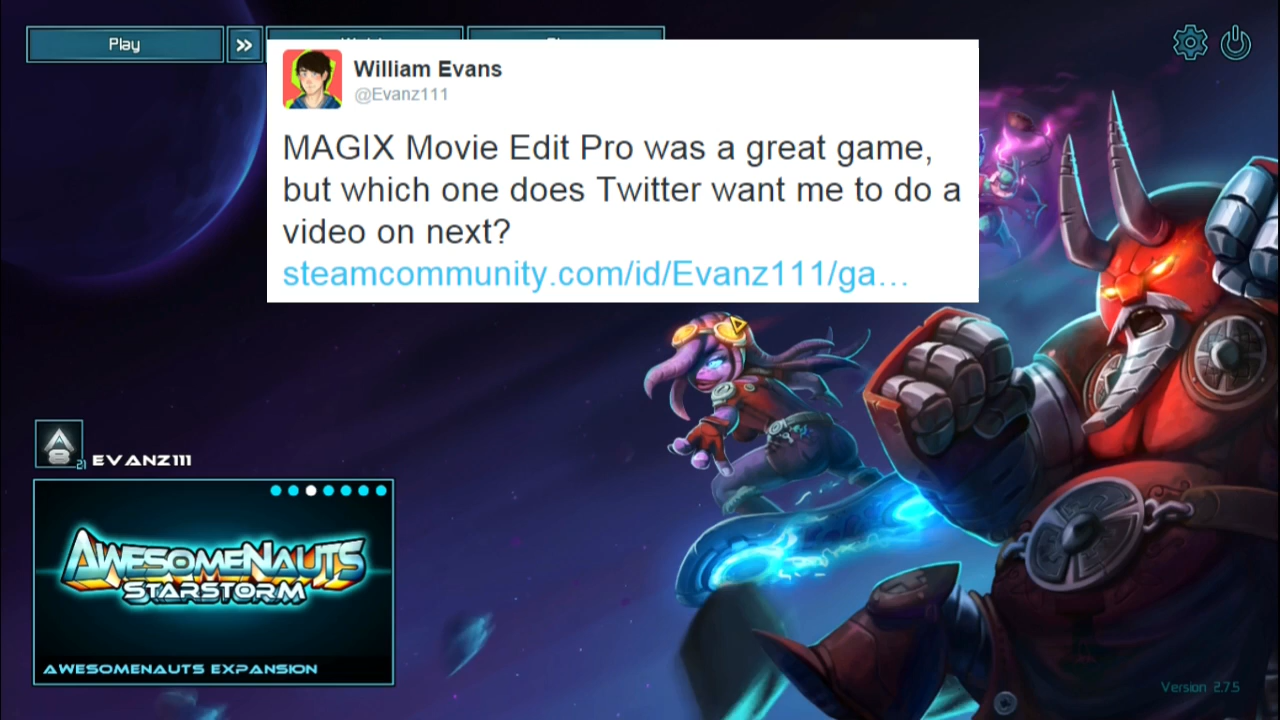 Play
»
William Evans
@Evanz111
MAGIX Movie Edit Pro was a great game,
but which one does Twitter want me to do a
video on next?
steamcommunity.com/id/Evanz111/ga…
21
EVANZ111
AWESOMENAUTS
STARSTORM
AWESOMENAUTS EXPANSION
Version 2.7.5